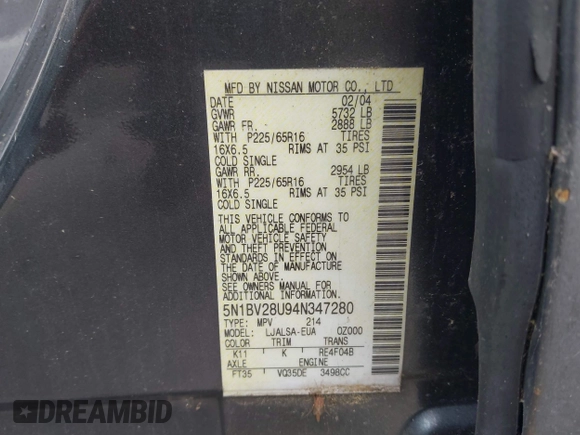 MFD BY NISSAN MOTOR CO., LTD
DATE 02/04
GVWR 5732 LB
GAWR FR. 2888 LB
WITH P225/65R16 TIRES
16X6.5 RIMS AT 35 PSI
COLD SINGLE
GAWR RR. 2954 LB
WITH P225/65R16 TIRES
16X6.5 RIMS AT 35 PSI
COLD SINGLE
THIS VEHICLE CONFORMS TO
ALL APPLICABLE FEDERAL
MOTOR VEHICLE SAFETY
AND THEFT PREVENTION
STANDARDS IN EFFECT ON
THE DATE OF MANUFACTURE
SHOWN ABOVE.
SEE OWNERS MANUAL AND
FOR ADDITIONAL INFORMATION
5N1BV28U94N347280
TYPE: MPV 214
MODEL: LJALSA-EUA 0Z000
COLOR TRIM TRANS
K11 K RE4F04B
AXLE ENGINE
FT35 VQ35DE 3498CC
DREAMBID